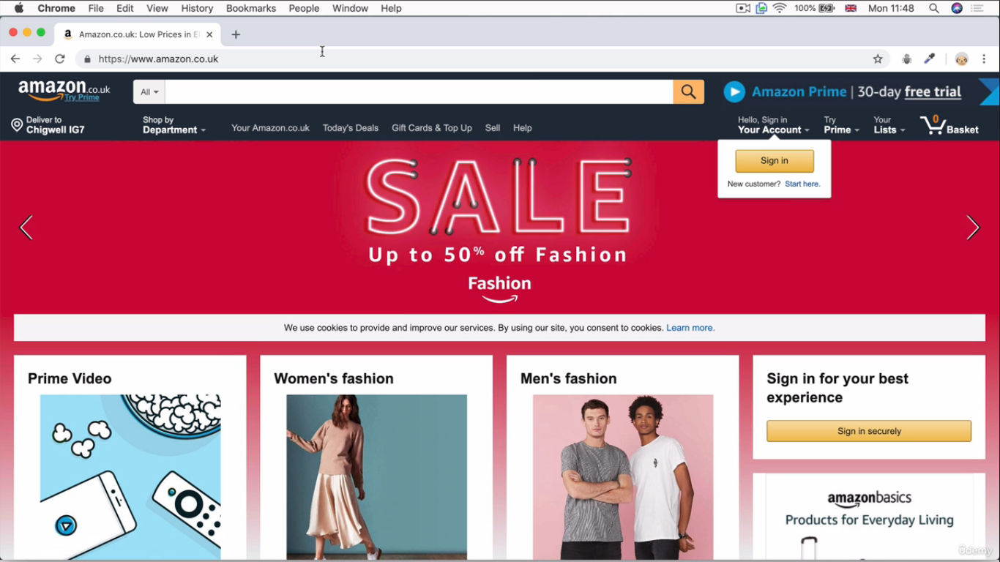 Chrome File Edit View History Bookmarks People Window Help 100% Mon 11:48
Amazon.co.uk: Low Prices in El
https://www.amazon.co.uk
amazon.co.uk
Try Prime
All
Amazon Prime | 30-day free trial
Deliver to
Chigwell IG7
Shop by
Department
Your Amazon.co.uk Today's Deals Gift Cards & Top Up Sell Help
Hello, Sign in
Your Account
Try
Prime
Your
Lists
0
Basket
Sign in
New customer? Start here.
SALE
Up to 50% off Fashion
Fashion
We use cookies to provide and improve our services. By using our site, you consent to cookies. Learn more.
Prime Video
Women's fashion
Men's fashion
Sign in for your best
experience
Sign in securely
amazonbasics
Products for Everyday Living
ûdemy